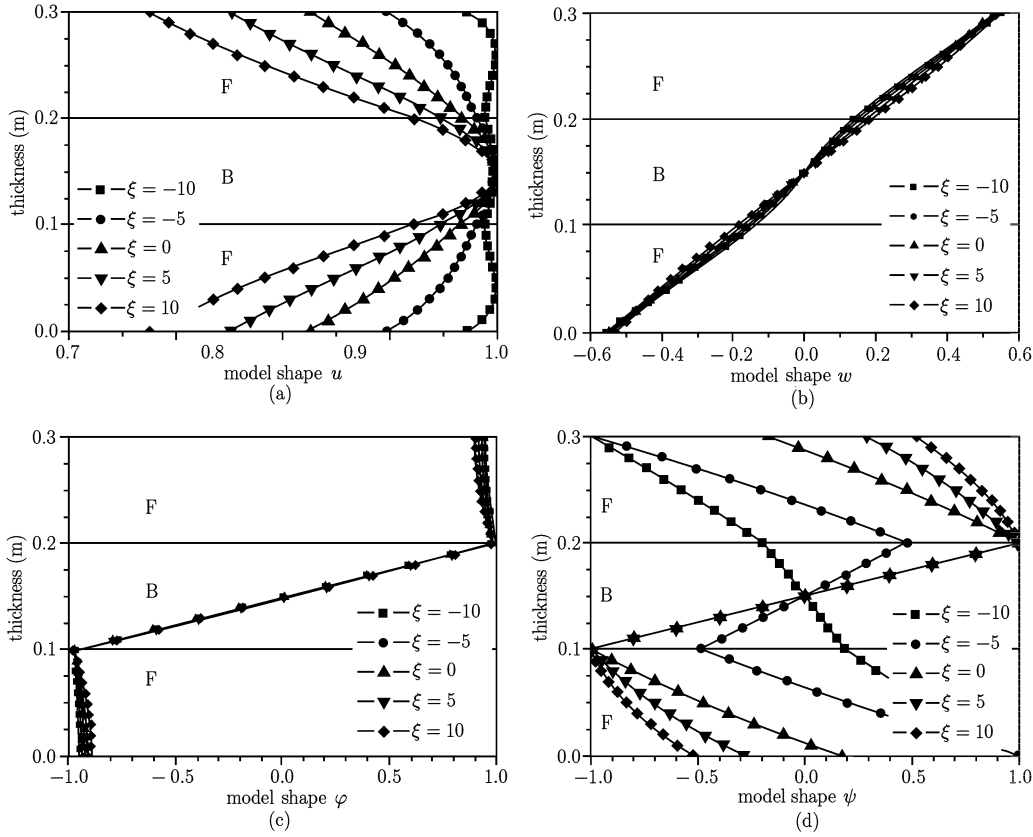 0.3
F
0.2
thickness (m)
B
ξ = −10
ξ = −5
0.1
ξ = 0
F
ξ = 5
ξ = 10
0.0
0.7 0.8 0.9 1.0
model shape u
(a)
0.3
F
0.2
thickness (m)
B
ξ = −10
ξ = −5
0.1
ξ = 0
F
ξ = 5
ξ = 10
0.0
−0.6 −0.4 −0.2 0.0 0.2 0.4 0.6
model shape w
(b)
0.3
F
0.2
thickness (m)
B
ξ = −10
ξ = −5
0.1
ξ = 0
F
ξ = 5
ξ = 10
0.0
−1.0 −0.5 0.0 0.5 1.0
model shape φ
(c)
0.3
F
0.2
thickness (m)
B
ξ = −10
ξ = −5
0.1
ξ = 0
ξ = 5
F
ξ = 10
0.0
−1.0 −0.5 0.0 0.5 1.0
model shape ψ
(d)